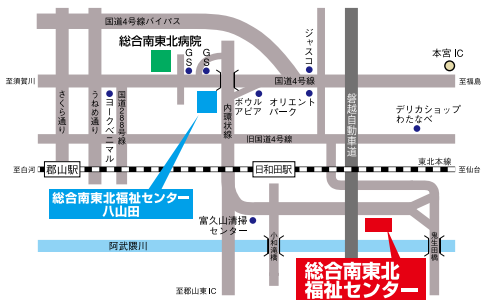 国道4号線バイパス
総合南東北病院
GS
GS
ジャスコ
本宮IC
至須賀川
国道4号線
至福島
さくら通り
うねめ通り
ヨークベニマル
国道288号線
内環状線
ボウル
アピア
オリエント
パーク
磐越自動車道
デリカショップ
わたなべ
旧国道4号線
東北本線
至白河
郡山駅
日和田駅
至仙台
総合南東北福祉センター
八山田
富久山清掃
センター
阿武隈川
小和滝橋
鬼生田橋
総合南東北
福祉センター
至郡山東IC